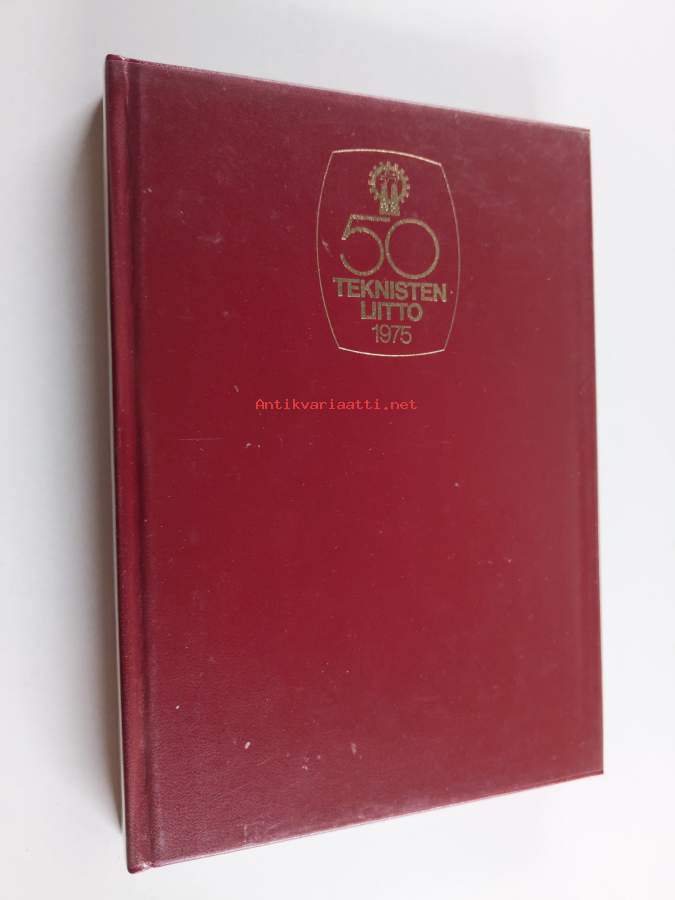 50
TEKNISTEN
LIITTO
1975
Antikvariaatti.net